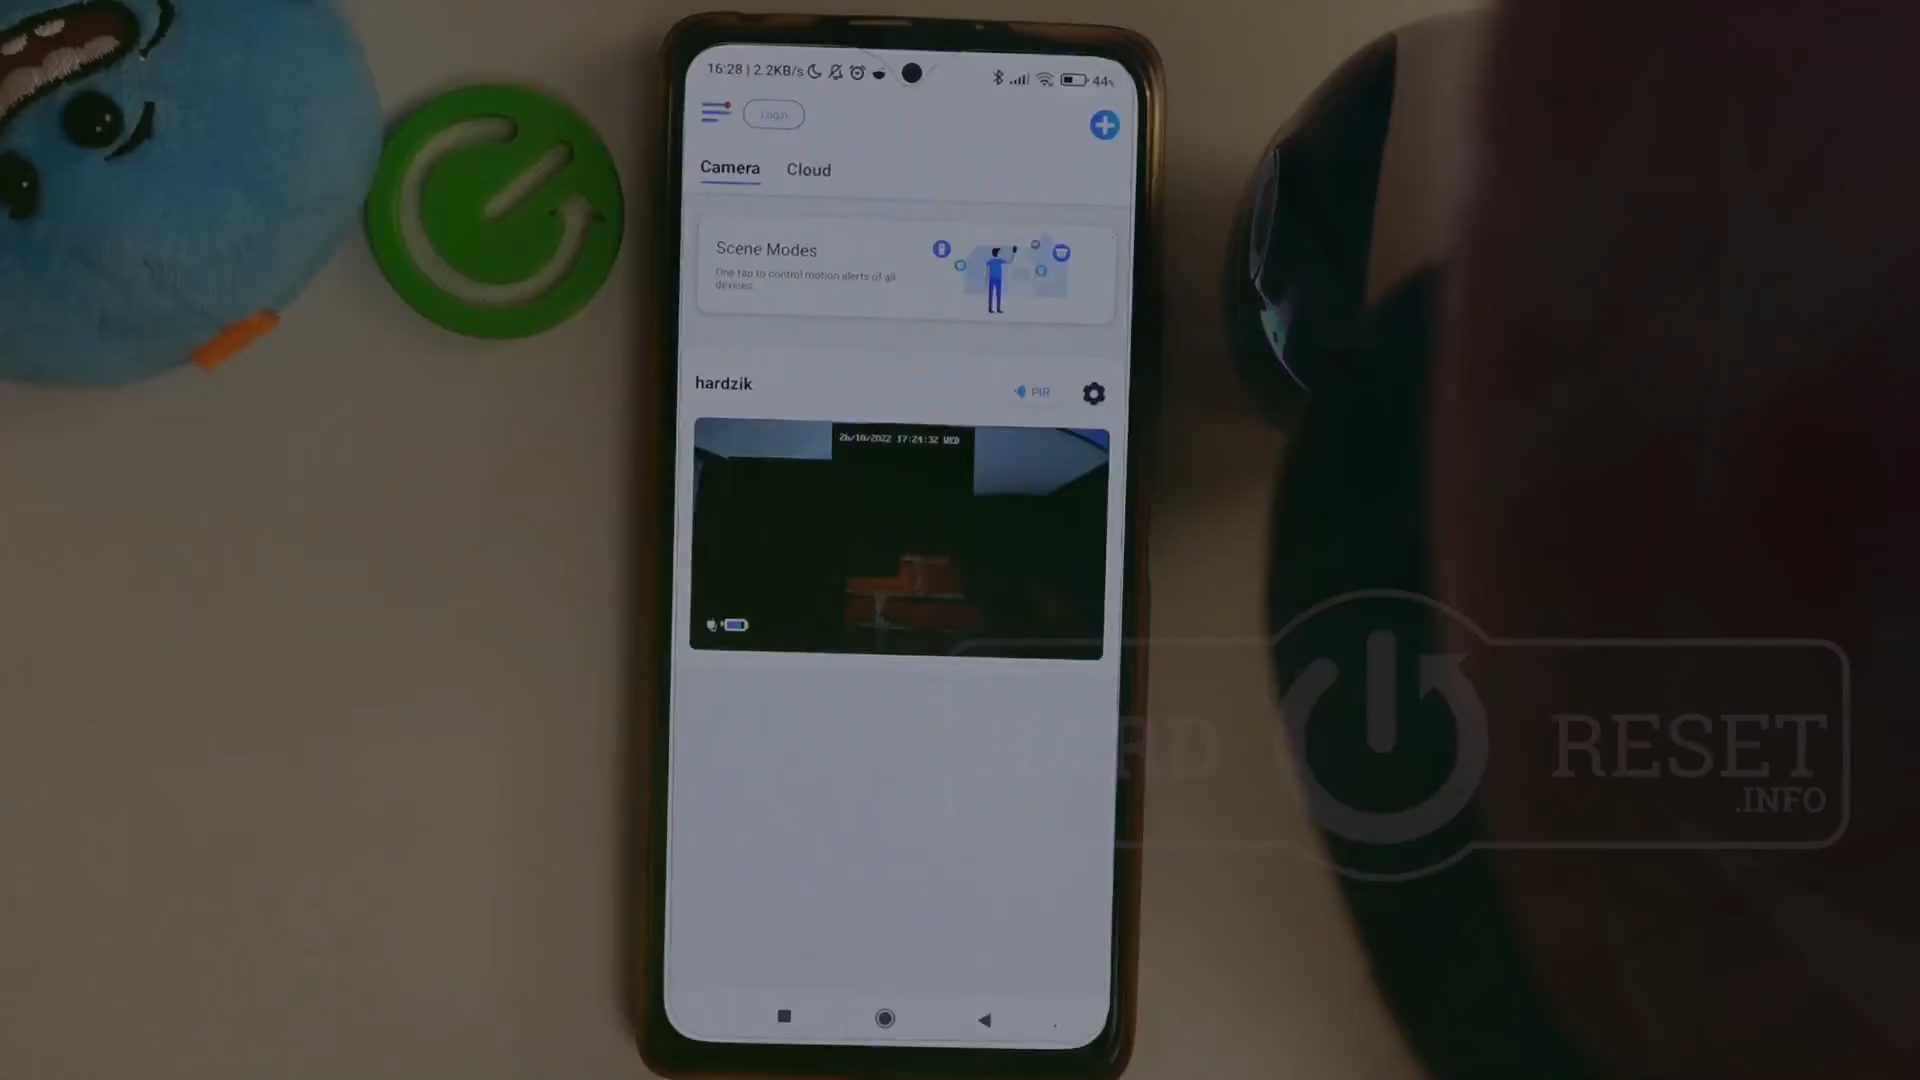 16:28 | 2.2KB/s
44%
Login
Camera Cloud
Scene Modes
One tap to control motion alerts of all
devices.
hardzik
PIR
26/10/2022 17:24:32 WED
HARD RESET
.INFO